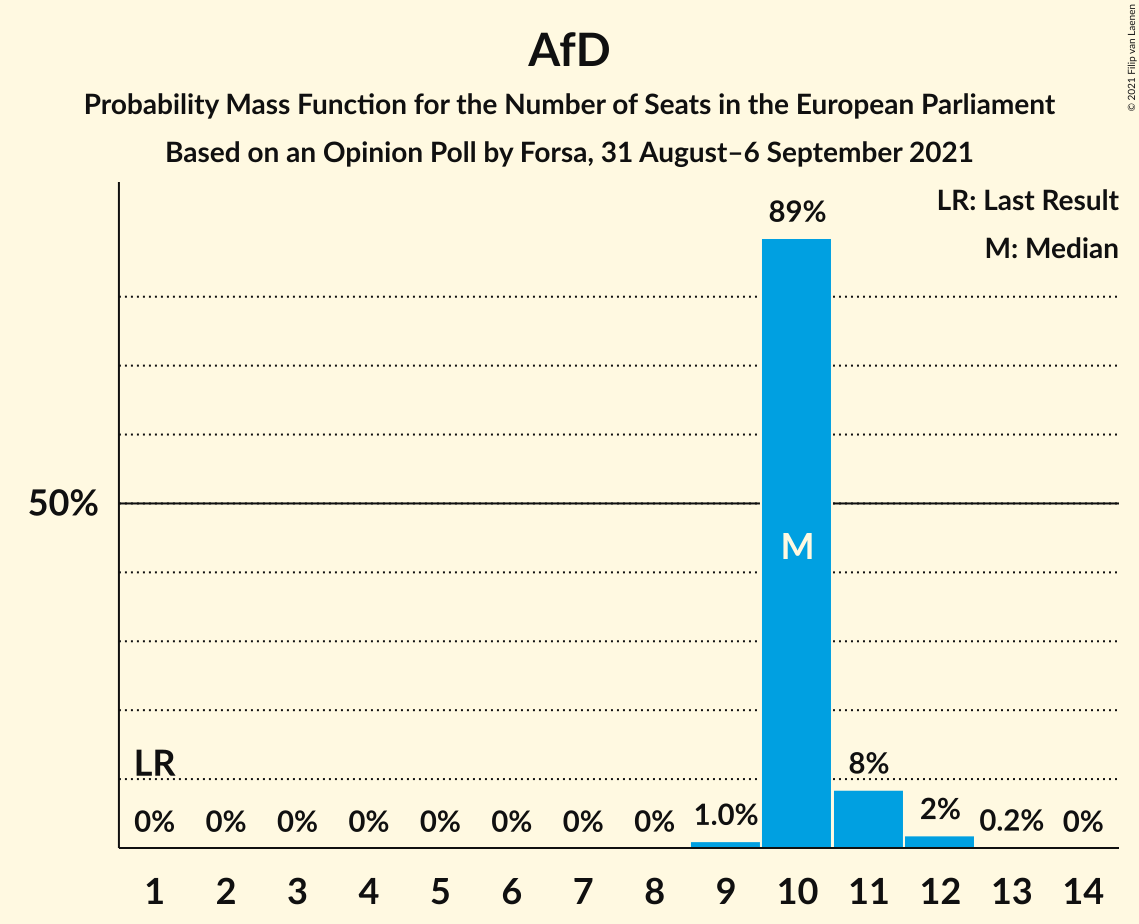 AfD
Probability Mass Function for the Number of Seats in the European Parliament
Based on an Opinion Poll by Forsa, 31 August–6 September 2021
© 2021 Filip van Laenen
LR: Last Result
M: Median
89%
50%
M
LR
0% 0% 0% 0% 0% 0% 0% 0% 1.0% 8% 2% 0.2% 0%
1 2 3 4 5 6 7 8 9 10 11 12 13 14